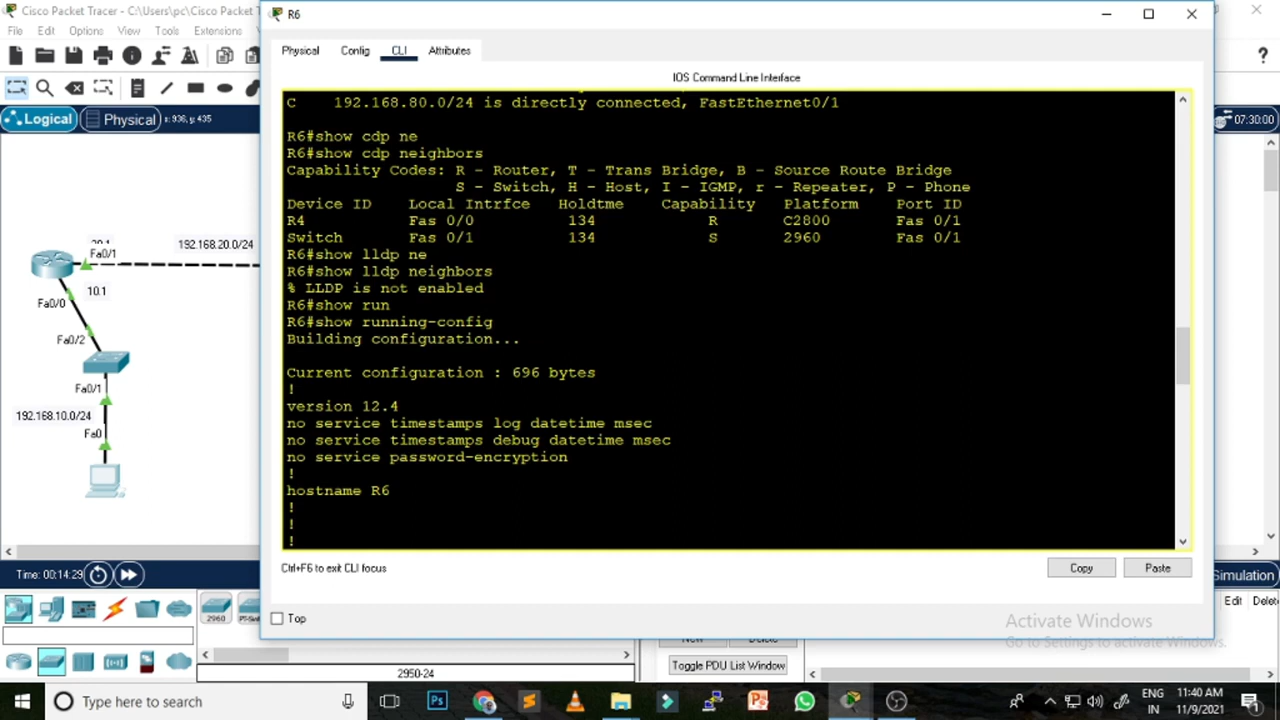 Cisco Packet Tracer - C:\Users\pc\Cisco Packet Trac
File Edit Options View Tools Extensions
Logical
Physical
x: 936, y: 435
07:30:00
R6
Physical Config CLI Attributes
IOS Command Line Interface
C    192.168.80.0/24 is directly connected, FastEthernet0/1
R6#show cdp ne
R6#show cdp neighbors
Capability Codes: R - Router, T - Trans Bridge, B - Source Route Bridge
S - Switch, H - Host, I - IGMP, r - Repeater, P - Phone
Device ID    Local Intrfce   Holdtme    Capability   Platform    Port ID
R4           Fas 0/0          134            R       C2800       Fas 0/1
Switch       Fas 0/1          134            S       2960        Fas 0/1
R6#show lldp ne
R6#show lldp neighbors
% LLDP is not enabled
R6#show run
R6#show running-config
Building configuration...
Current configuration : 696 bytes
!
version 12.4
no service timestamps log datetime msec
no service timestamps debug datetime msec
no service password-encryption
!
hostname R6
!
!
!
Ctrl+F6 to exit CLI focus
Copy
Paste
Top
192.168.20.0/24
Fa0/1
10.1
Fa0/0
Fa0/2
Fa0/1
192.168.10.0/24
Fa0
Time: 00:14:29
Simulation
2960
Edit Delet
New Delete
Toggle PDU List Window
2950-24
Activate Windows
Go to Settings to activate Windows.
Type here to search
ENG
IN
11:40 AM
11/9/2021
1